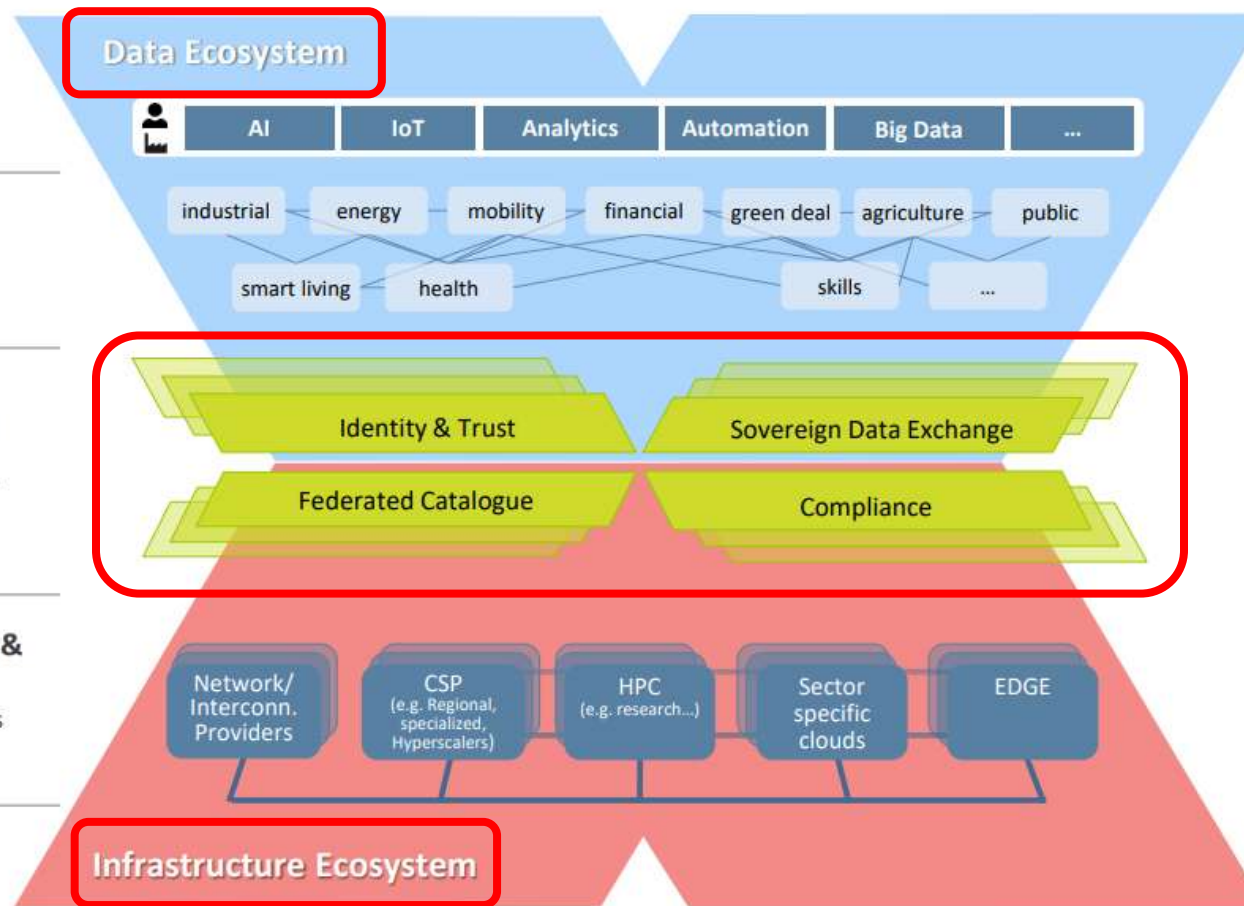 Data Ecosystem
AI IoT Analytics Automation Big Data ...
industrial energy mobility financial green deal agriculture public
smart living health skills ...
Identity & Trust Sovereign Data Exchange
Federated Catalogue Compliance
&
s
Network/
Interconn.
Providers
CSP
(e.g. Regional,
specialized,
Hyperscalers)
HPC
(e.g. research...)
Sector
specific
clouds
EDGE
Infrastructure Ecosystem